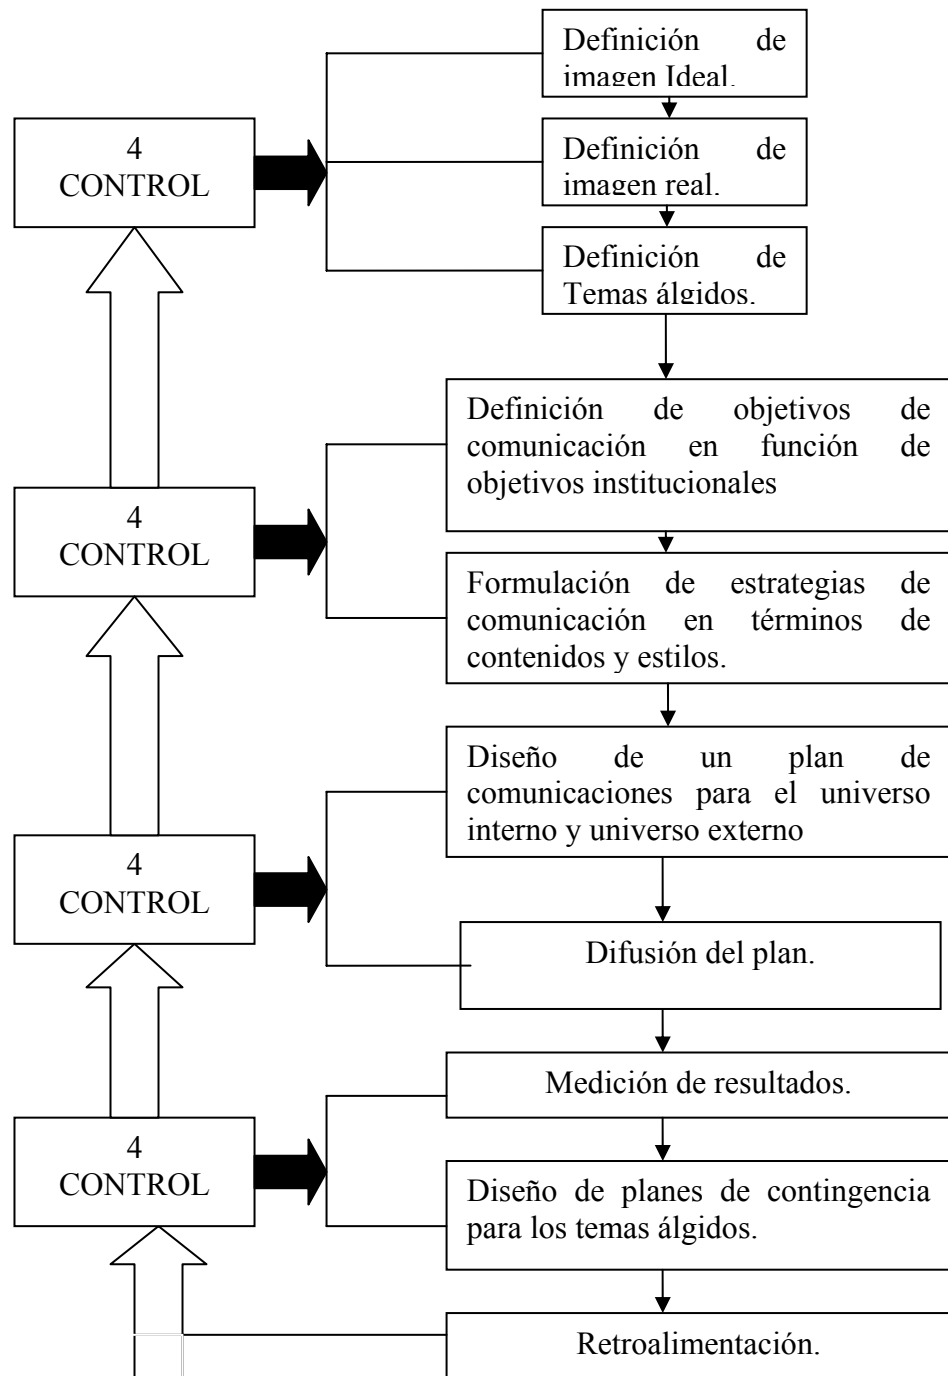 Definición de
imagen Ideal.
4
CONTROL
Definición de
imagen real.
Definición de
Temas álgidos.
Definición de objetivos de
comunicación en función de
objetivos institucionales
4
CONTROL
Formulación de estrategias de
comunicación en términos de
contenidos y estilos.
Diseño de un plan de
comunicaciones para el universo
interno y universo externo
4
CONTROL
Difusión del plan.
Medición de resultados.
4
CONTROL
Diseño de planes de contingencia
para los temas álgidos.
Retroalimentación.